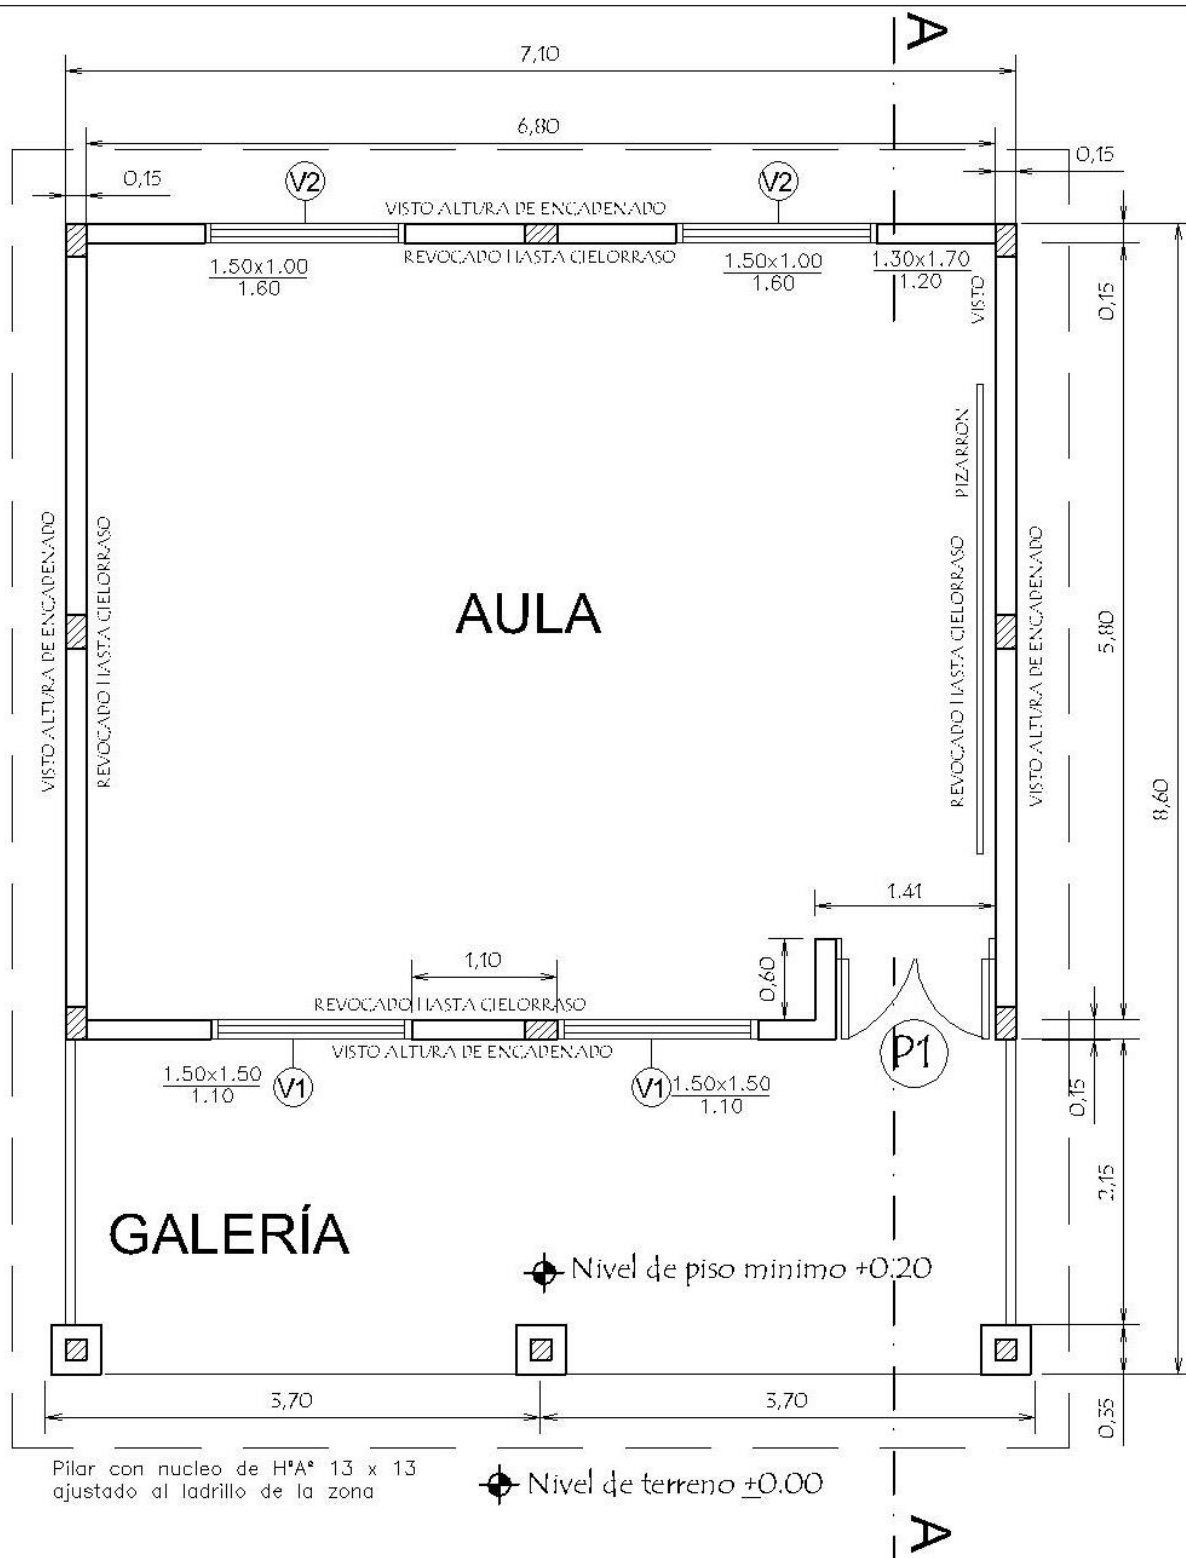 A
7,10
6,80
0,15
0,15
V2
V2
VISTO ALTURA DE ENCADENADO
REVOCADO HASTA CIELORRASO
1.50x1.00
1.60
1.50x1.00
1.60
1.30x1.70
1.20
VISTO
0,15
PIZARRON
REVOCADO HASTA CIELORRASO
VISTO ALTURA DE ENCADENADO
VISTO ALTURA DE ENCADENADO
REVOCADO HASTA CIELORRASO
AULA
5,80
8,60
1.41
1,10
0,60
REVOCADO HASTA CIELORRASO
VISTO ALTURA DE ENCADENADO
P1
1.50x1.50
1.10
V1
V1
1.50x1.50
1.10
0,15
2,15
GALERÍA
Nivel de piso minimo +0.20
3,70
3,70
0,35
Pilar con nucleo de HºAº 13 x 13
ajustado al ladrillo de la zona
Nivel de terreno ±0.00
A